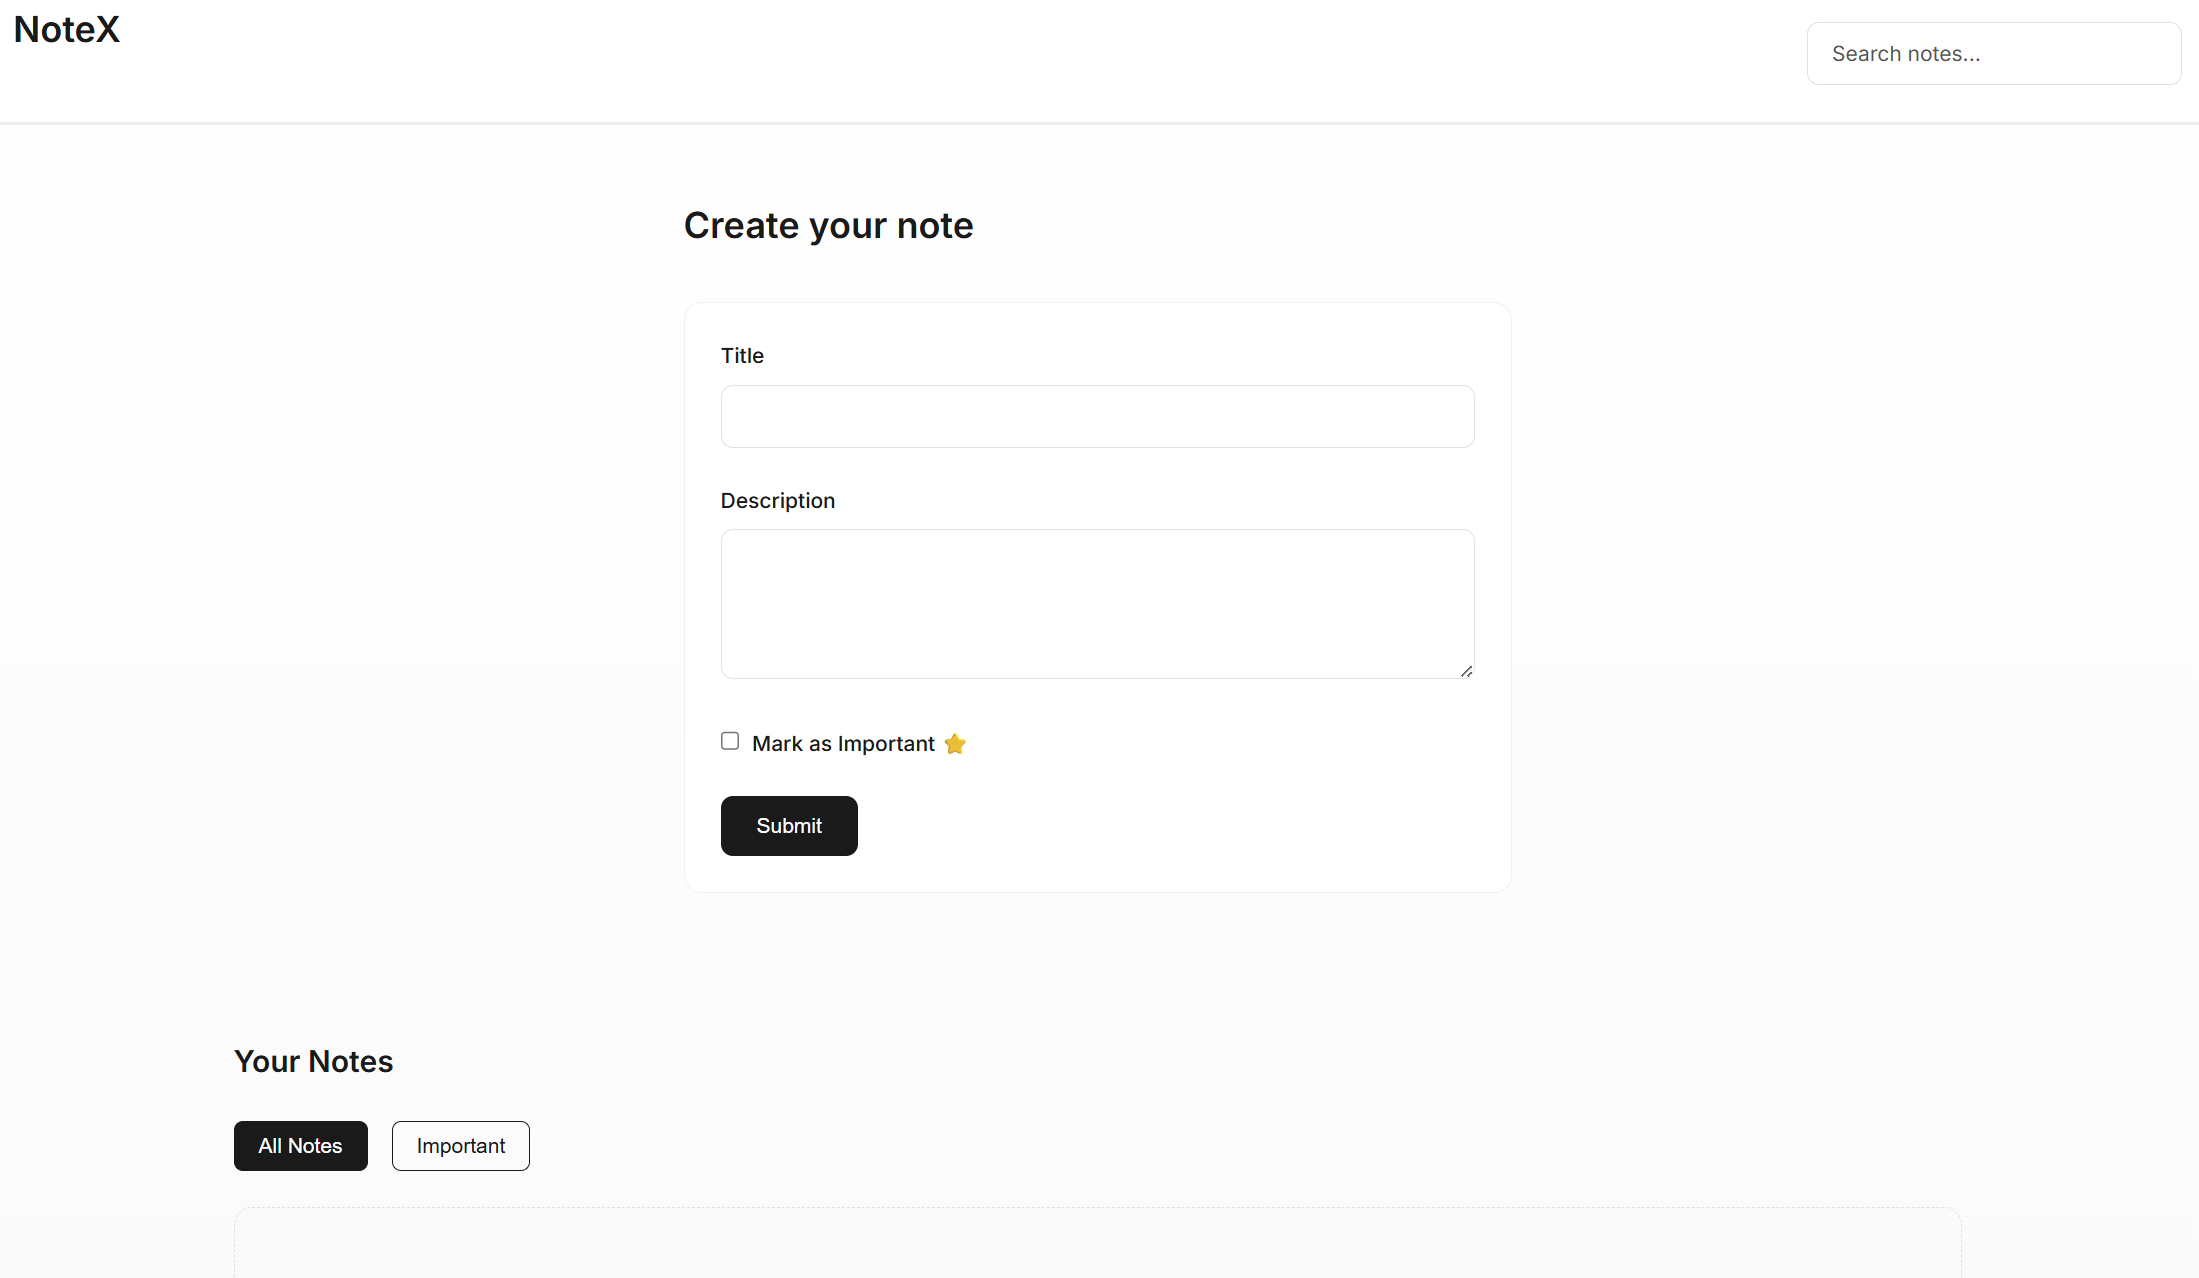 NoteX
Search notes...
Create your note
Title
Description
Mark as Important ⭐
Submit
Your Notes
All Notes
Important